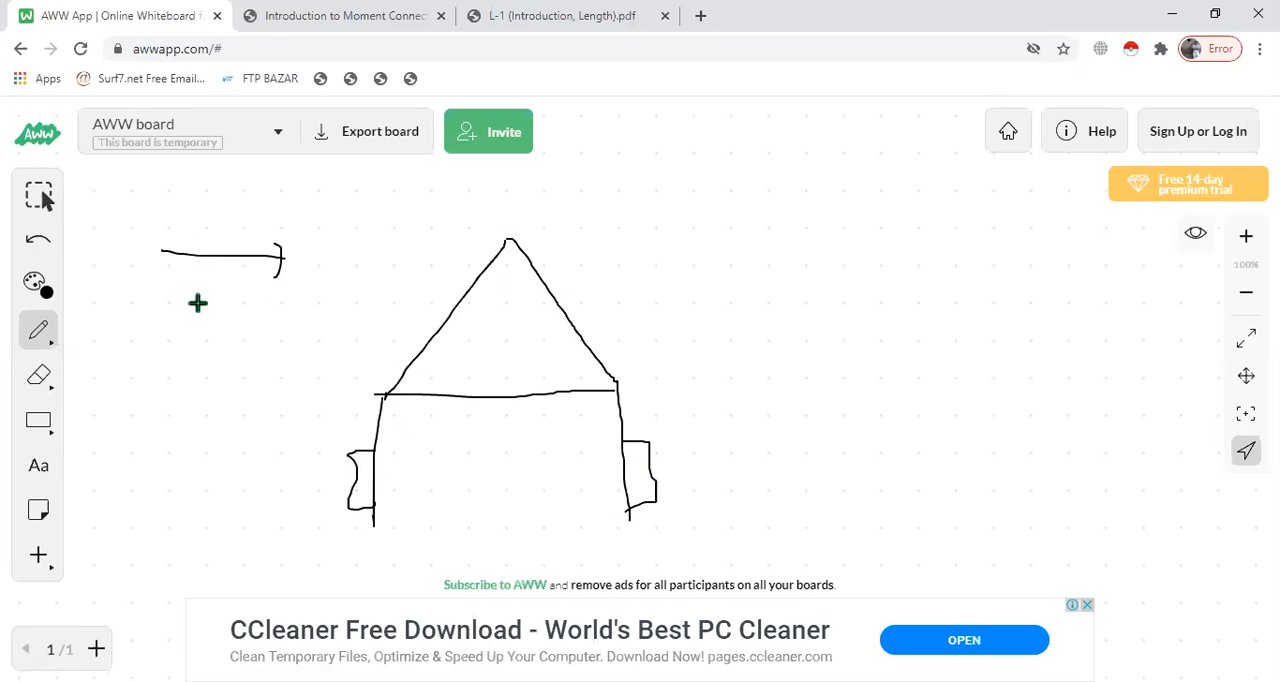 AWW App | Online Whiteboard f
Introduction to Moment Connec
L-1 (Introduction, Length).pdf
awwapp.com/#
Error
Apps
Surf7.net Free Email...
FTP BAZAR
AWW
AWW board
This board is temporary
Export board
Invite
Help
Sign Up or Log In
Free 14-day
premium trial
100%
Aa
Subscribe to AWW and remove ads for all participants on all your boards.
CCleaner Free Download - World's Best PC Cleaner
Clean Temporary Files, Optimize & Speed Up Your Computer. Download Now! pages.ccleaner.com
OPEN
1 /1